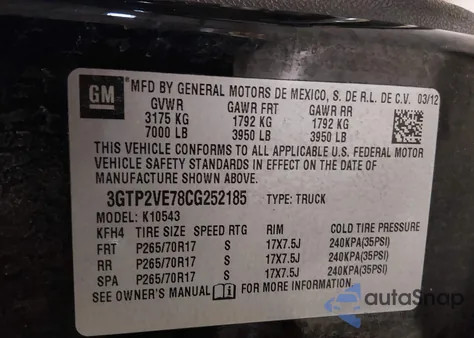 GM
MFD BY GENERAL MOTORS DE MEXICO, S. DE R.L. DE C.V. 03/12
GVWR GAWR FRT GAWR RR
3175 KG 1792 KG 1792 KG
7000 LB 3950 LB 3950 LB
THIS VEHICLE CONFORMS TO ALL APPLICABLE U.S. FEDERAL MOTOR
VEHICLE SAFETY STANDARDS IN EFFECT ON THE DATE OF
MANUFACTURE SHOWN ABOVE.
3GTP2VE78CG252185 TYPE: TRUCK
MODEL: K10543
KFH4 TIRE SIZE SPEED RTG RIM COLD TIRE PRESSURE
FRT P265/70R17 S 17X7.5J 240KPA(35PSI)
RR P265/70R17 S 17X7.5J 240KPA(35PSI)
SPA P265/70R17 S 17X7.5J 240KPA(35PSI)
SEE OWNER'S MANUAL FOR MORE INFORMATION.
autoSnap